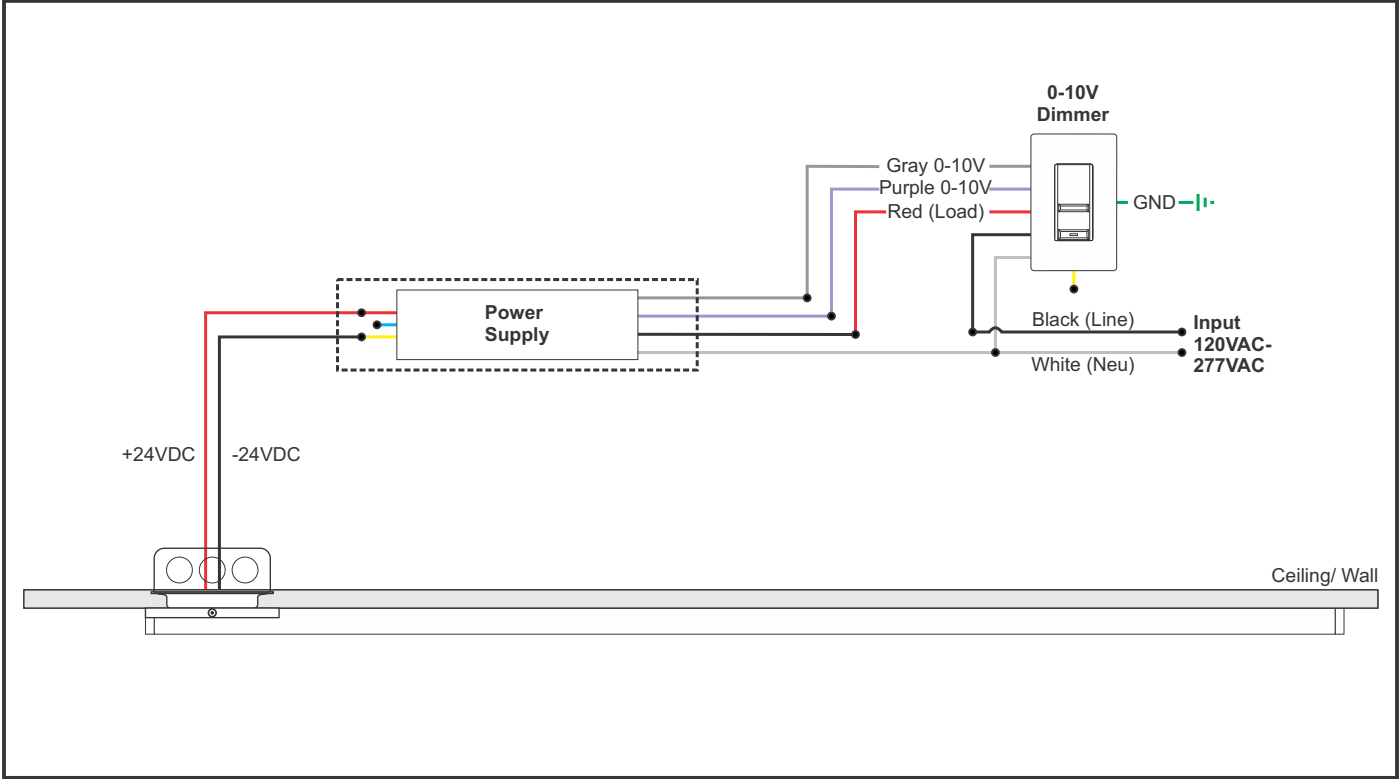 0-10V
Dimmer
Gray 0-10V
Purple 0-10V
Red (Load)
GND
Power
Supply
Black (Line)
White (Neu)
Input
120VAC-
277VAC
+24VDC
-24VDC
Ceiling/ Wall